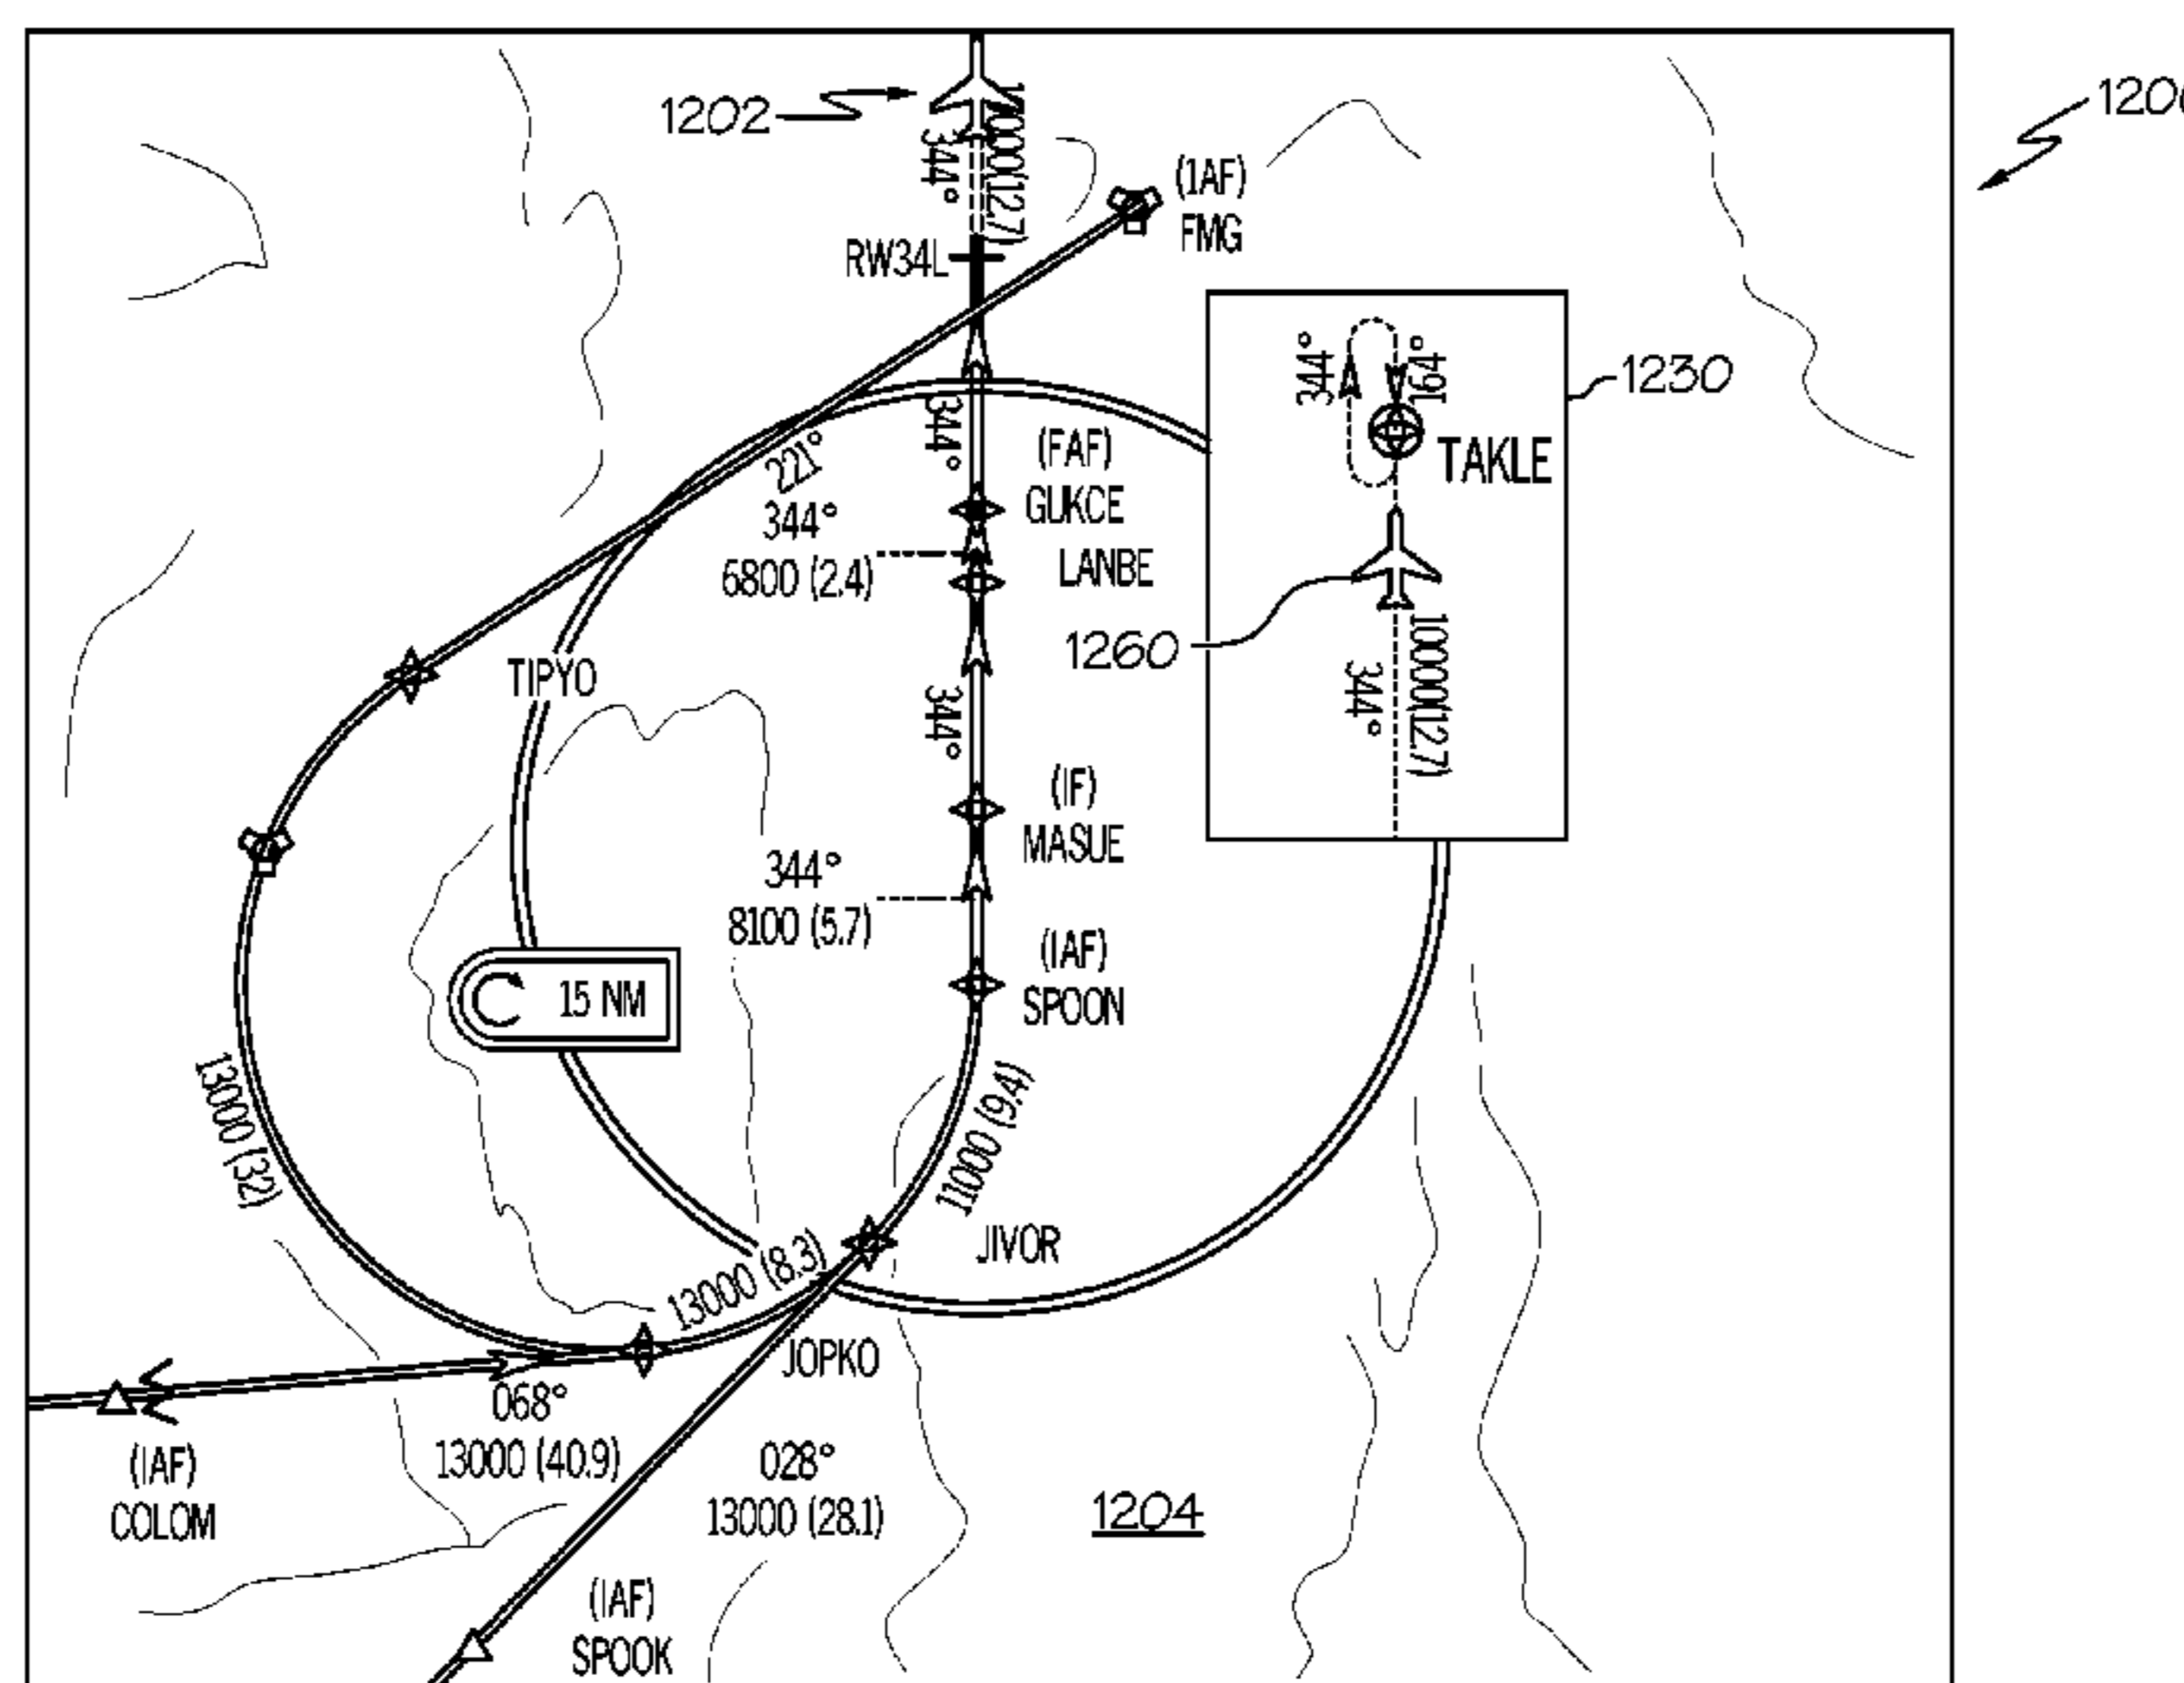 1202
344°
10000(12.7)
(1AF)
FMG
RW34L
344°
194°
1230
TAKLE
221°
344°
(FAF)
GUKCE
344°
6800 (2.4)
LANBE
1260
10000(12.7)
344°
TIPYO
344°
(IF)
MASUE
344°
8100 (5.7)
(IAF)
SPOON
15 NM
13000 (32)
11000 (9.4)
JIVOR
13000 (8.3)
JOPKO
068°
13000 (40.9)
(IAF)
COLOM
028°
13000 (28.1)
1204
(IAF)
SPOOK